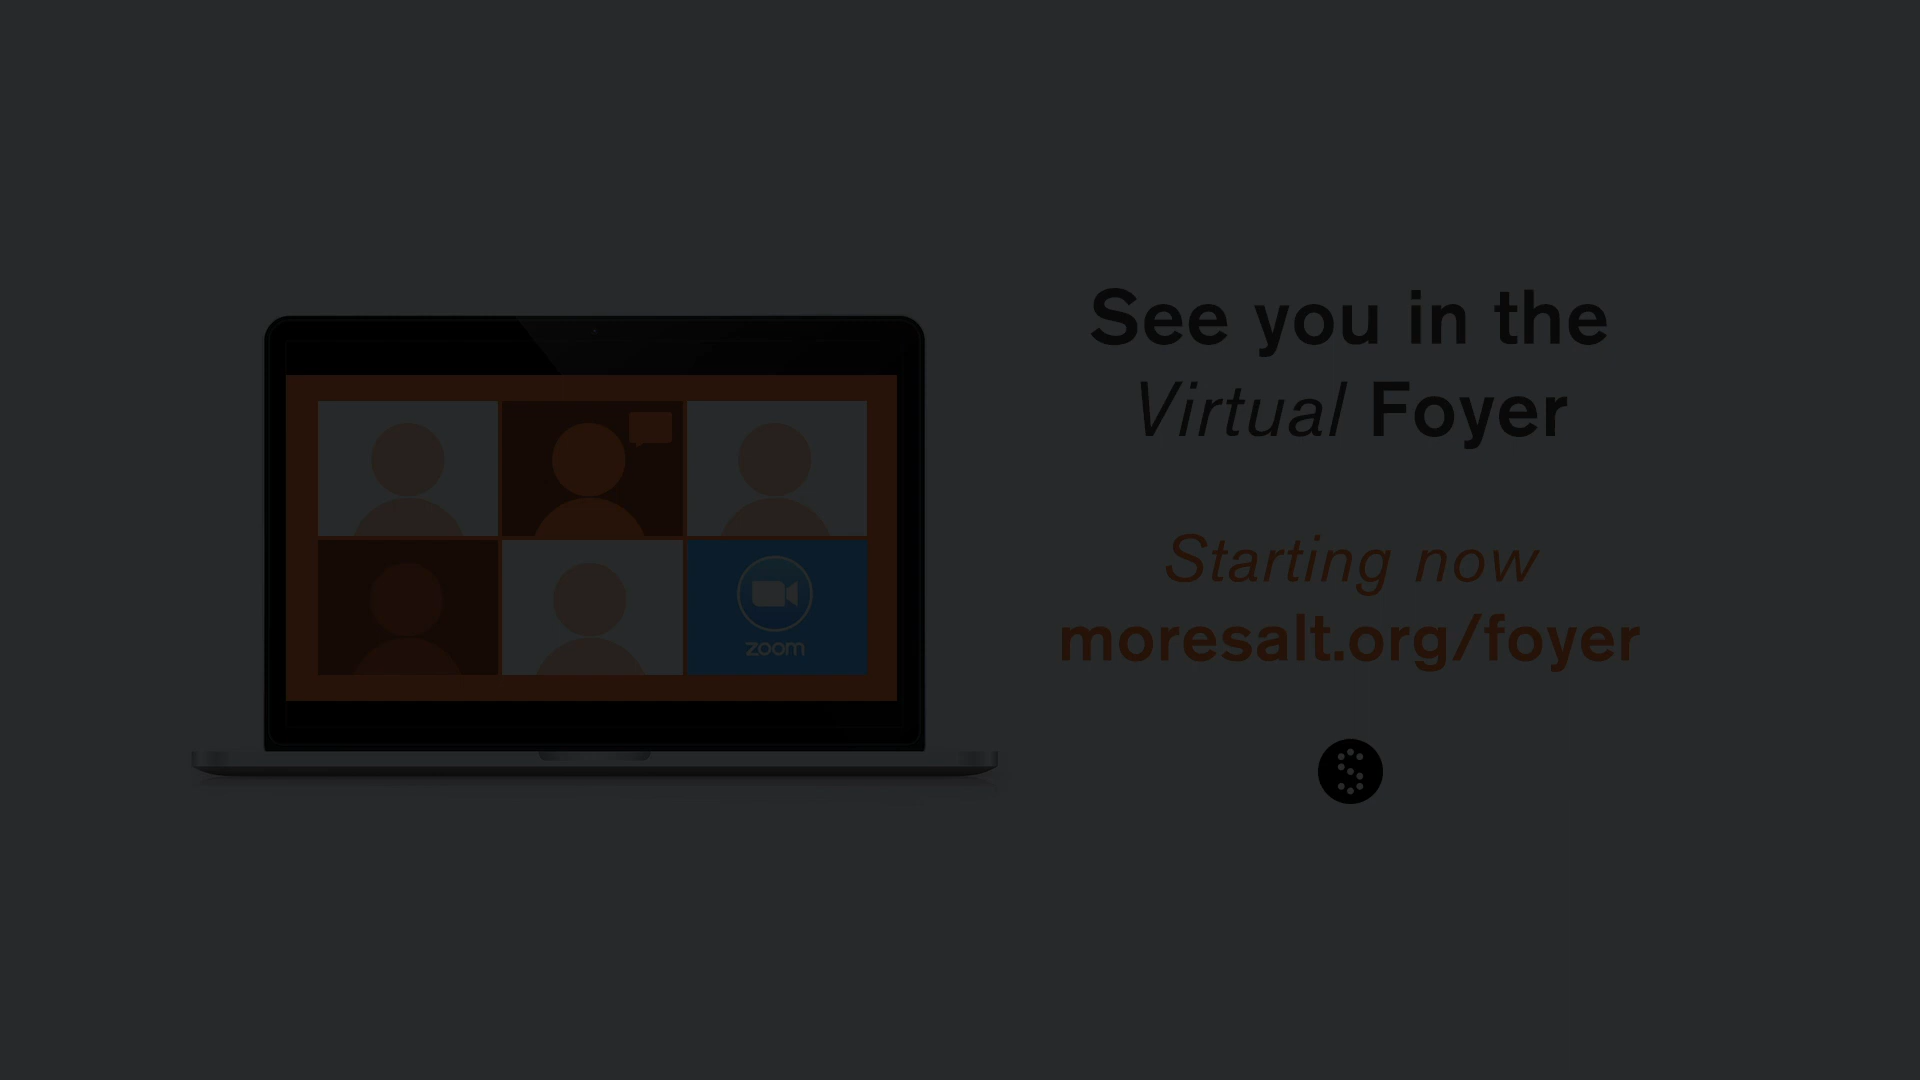 See you in the
Virtual Foyer
Starting now
moresalt.org/foyer
zoom